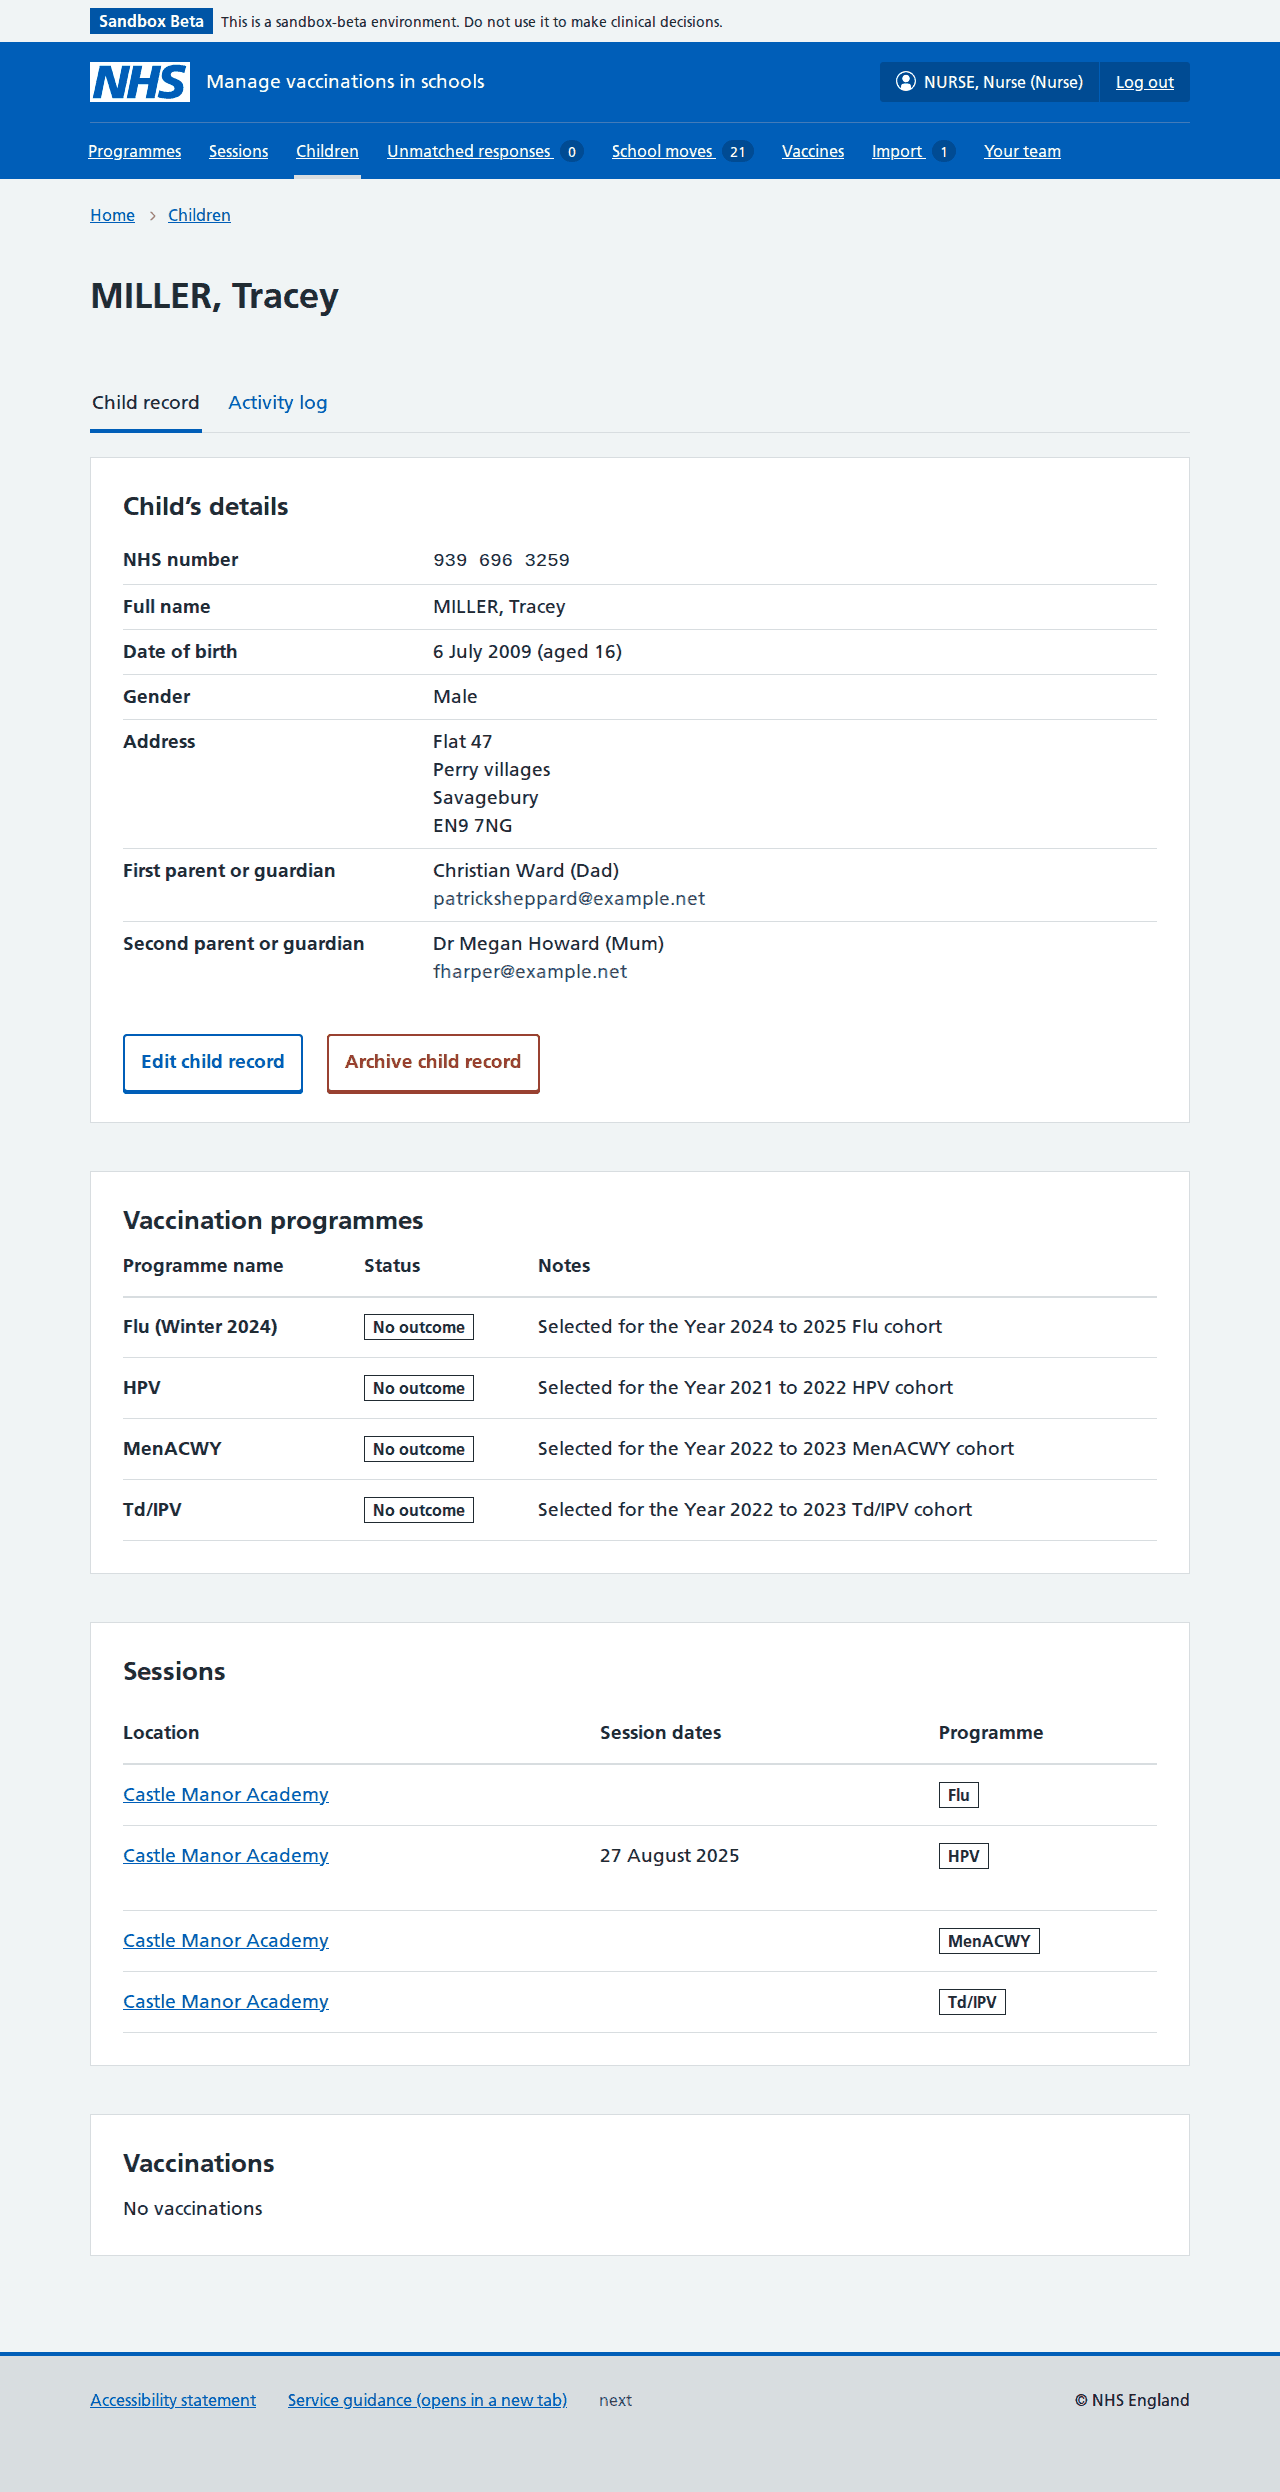 Sandbox Beta This is a sandbox-beta environment. Do not use it to make clinical decisions.
NHS Manage vaccinations in schools NURSE, Nurse (Nurse) Log out
Programmes Sessions Children Unmatched responses 0 School moves 21 Vaccines Import 1 Your team
Home Children
MILLER, Tracey
Child record Activity log
Child’s details
NHS number 939 696 3259
Full name MILLER, Tracey
Date of birth 6 July 2009 (aged 16)
Gender Male
Address Flat 47
Perry villages
Savagebury
EN9 7NG
First parent or guardian Christian Ward (Dad)
patricksheppard@example.net
Second parent or guardian Dr Megan Howard (Mum)
fharper@example.net
Edit child record Archive child record
Vaccination programmes
Programme name Status Notes
Flu (Winter 2024) No outcome Selected for the Year 2024 to 2025 Flu cohort
HPV No outcome Selected for the Year 2021 to 2022 HPV cohort
MenACWY No outcome Selected for the Year 2022 to 2023 MenACWY cohort
Td/IPV No outcome Selected for the Year 2022 to 2023 Td/IPV cohort
Sessions
Location Session dates Programme
Castle Manor Academy Flu
Castle Manor Academy 27 August 2025 HPV
Castle Manor Academy MenACWY
Castle Manor Academy Td/IPV
Vaccinations
No vaccinations
Accessibility statement Service guidance (opens in a new tab) next © NHS England